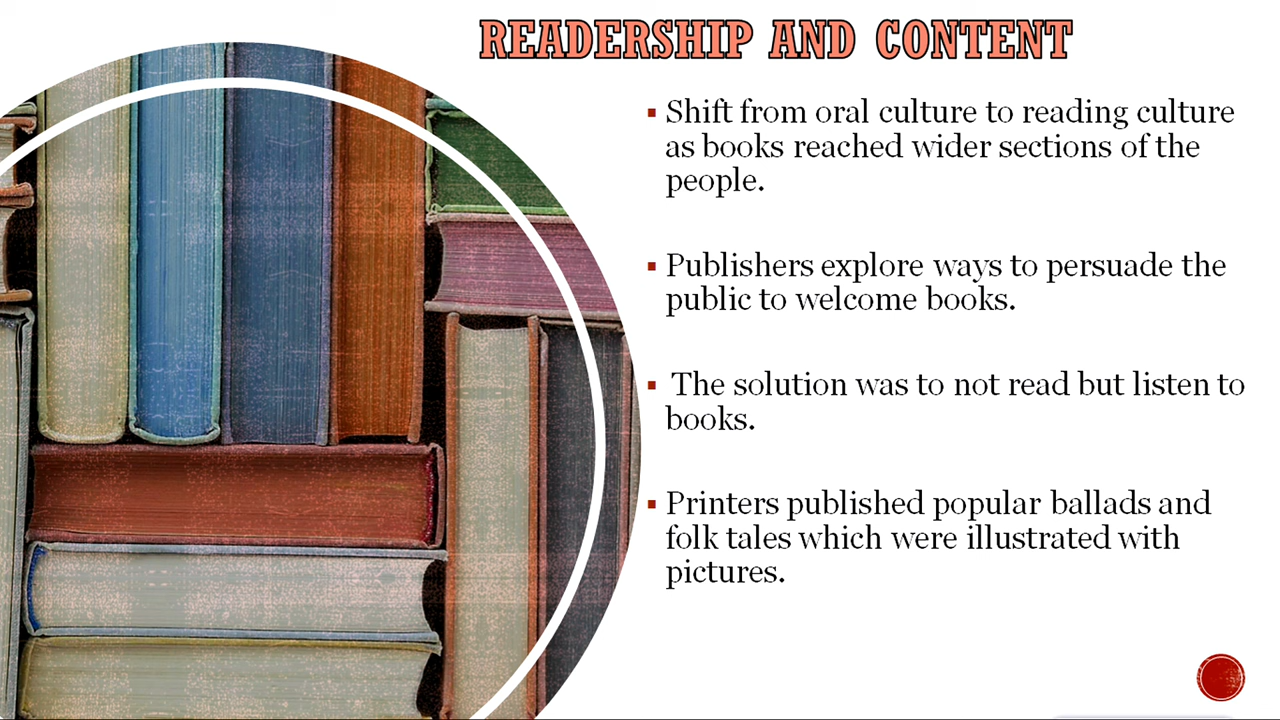 READERSHIP AND CONTENT
▪ Shift from oral culture to reading culture
as books reached wider sections of the
people.
▪ Publishers explore ways to persuade the
public to welcome books.
▪ The solution was to not read but listen to
books.
▪ Printers published popular ballads and
folk tales which were illustrated with
pictures.